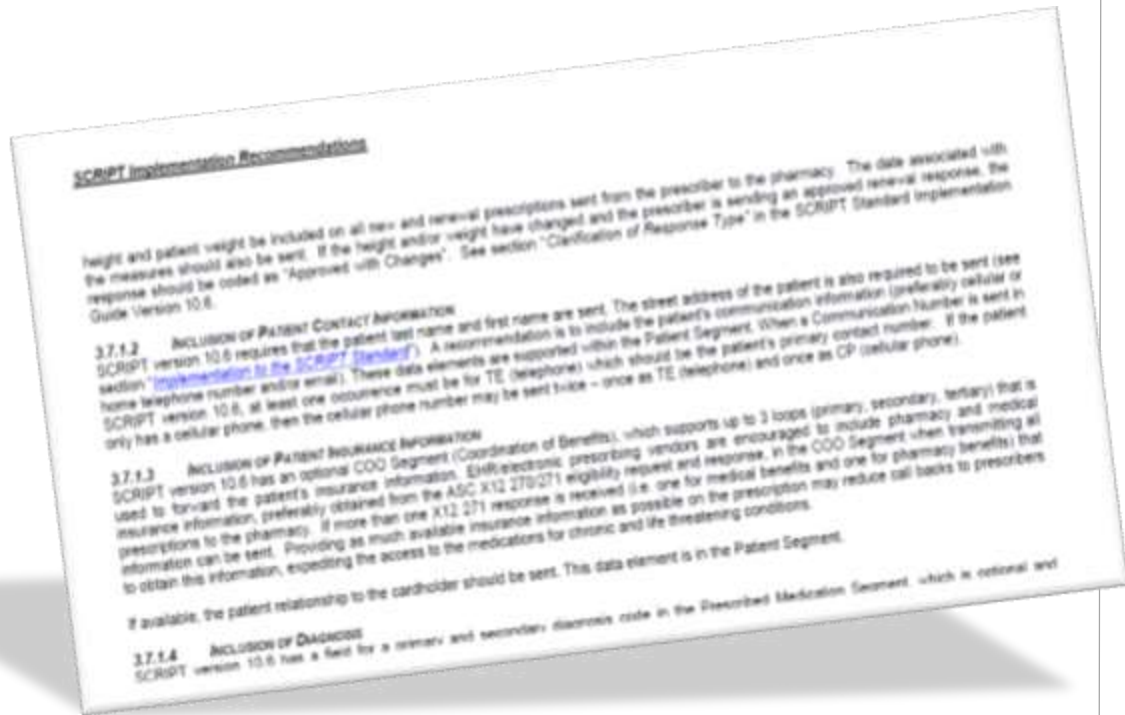 SCRIPT Implementation Recommendations
height and patient weight be included on all new and renewal prescriptions sent from the prescriber to the pharmacy. The date associated with
the measures should also be sent. If the height and/or weight have changed and the prescriber is sending an approved renewal response, the
response should be coded as "Approved with Changes". See section "Clarification of Response Type" in the SCRIPT Standard Implementation
Guide Version 10.6.
3.7.1.2 INCLUSION OF PATIENT CONTACT INFORMATION
SCRIPT version 10.6 requires that the patient last name and first name are sent. The street address of the patient is also required to be sent (see
section "Implementation to the SCRIPT Standard"). A recommendation is to include the patient's communication information (preferably cellular or
home telephone number and/or email). These data elements are supported within the Patient Segment. When a Communication Number is sent in
SCRIPT version 10.6, at least one occurrence must be for TE (telephone) which should be the patient's primary contact number. If the patient
only has a cellular phone, then the cellular phone number may be sent twice – once as TE (telephone) and once as CP (cellular phone).
3.7.1.3 INCLUSION OF PATIENT INSURANCE INFORMATION
SCRIPT version 10.6 has an optional COO Segment (Coordination of Benefits), which supports up to 3 loops (primary, secondary, tertiary) that is
used to forward the patient's insurance information. EHR/electronic prescribing vendors are encouraged to include pharmacy and medical
insurance information, preferably obtained from the ASC X12 270/271 eligibility request and response, in the COO Segment when transmitting all
prescriptions to the pharmacy. If more than one X12 271 response is received (i.e. one for medical benefits and one for pharmacy benefits) that
information can be sent. Providing as much available insurance information as possible on the prescription may reduce call backs to prescribers
to obtain this information, expediting the access to the medications for chronic and life threatening conditions.
If available, the patient relationship to the cardholder should be sent. This data element is in the Patient Segment.
3.7.1.4 INCLUSION OF DIAGNOSIS
SCRIPT version 10.6 has a field for a primary and secondary diagnosis code in the Prescribed Medication Segment, which is optional and